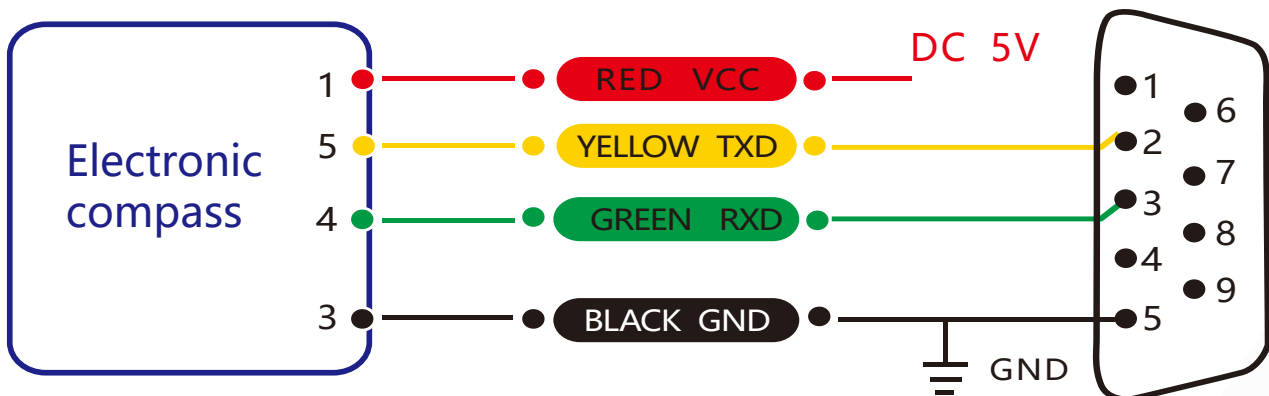 DC 5V
1 RED VCC 1
6
5 YELLOW TXD 2
Electronic
compass
7
4 GREEN RXD 3
8
4
9
3 BLACK GND 5
GND